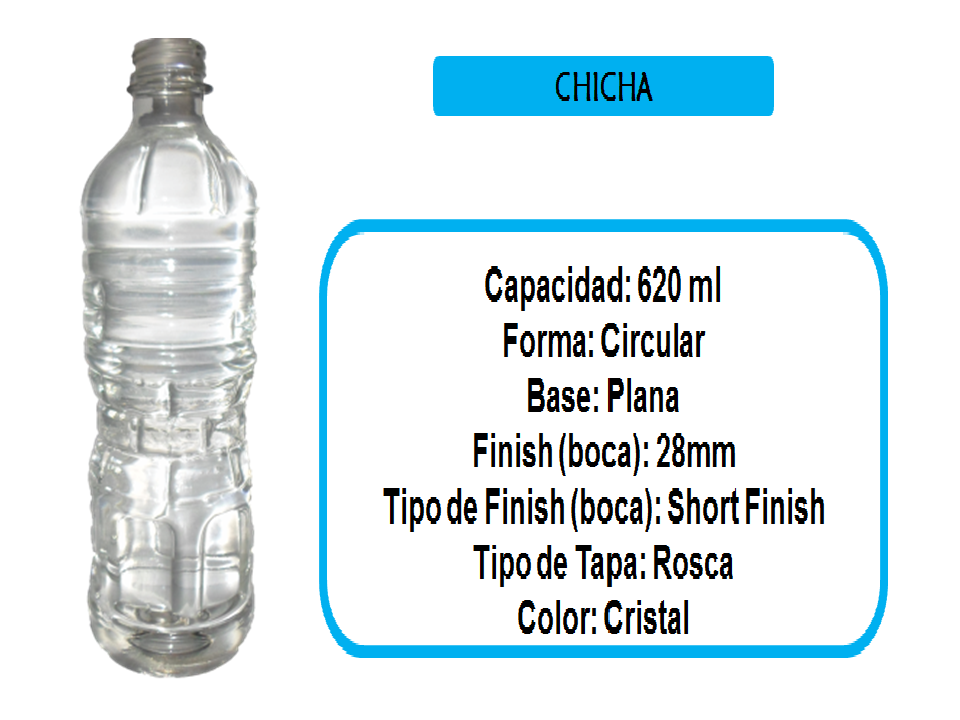 CHICHA
Capacidad: 620 ml
Forma: Circular
Base: Plana
Finish (boca): 28mm
Tipo de Finish (boca): Short Finish
Tipo de Tapa: Rosca
Color: Cristal